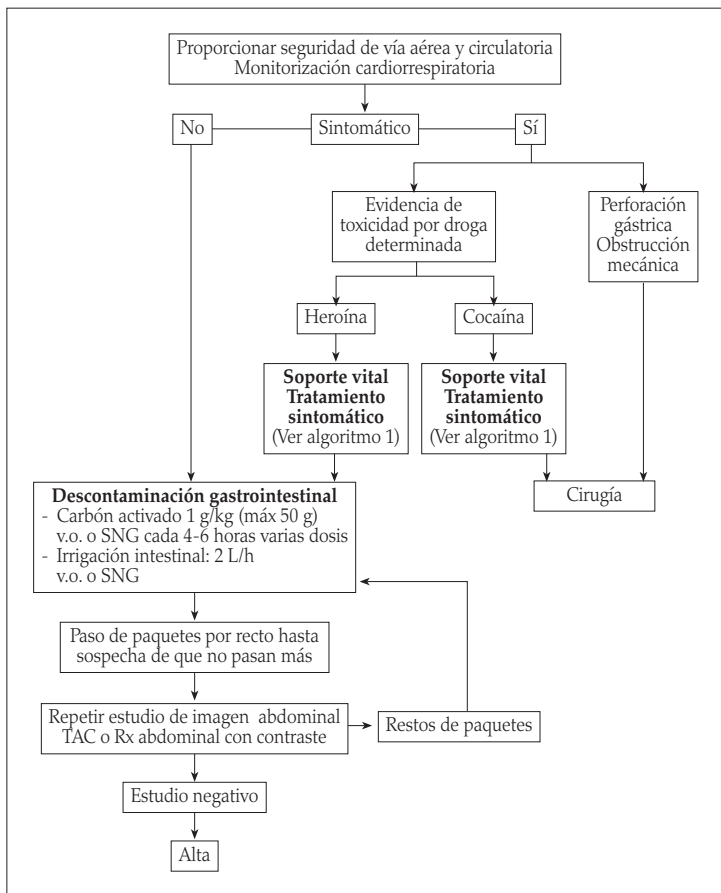 Proporcionar seguridad de vía aérea y circulatoria
Monitorización cardiorrespiratoria
No
Sintomático
Sí
Evidencia de
toxicidad por droga
determinada
Perforación
gástrica
Obstrucción
mecánica
Heroína
Cocaína
Soporte vital
Tratamiento
sintomático
(Ver algoritmo 1)
Soporte vital
Tratamiento
sintomático
(Ver algoritmo 1)
Cirugía
Descontaminación gastrointestinal
- Carbón activado 1 g/kg (máx 50 g)
v.o. o SNG cada 4-6 horas varias dosis
- Irrigación intestinal: 2 L/h
v.o. o SNG
Paso de paquetes por recto hasta
sospecha de que no pasan más
Repetir estudio de imagen abdominal
TAC o Rx abdominal con contraste
Restos de paquetes
Estudio negativo
Alta